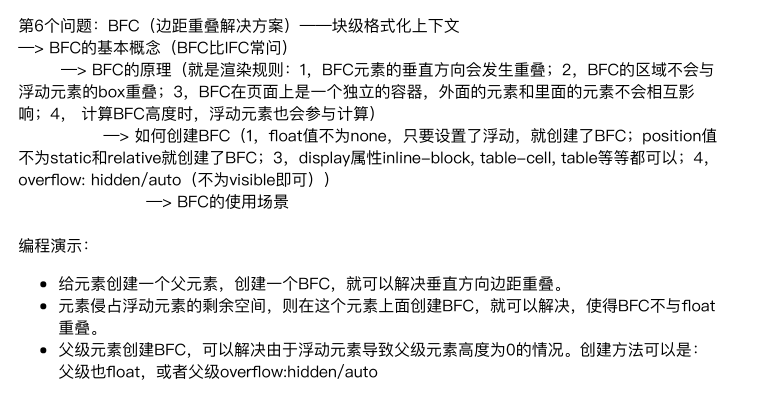 第6个问题：BFC（边距重叠解决方案）——块级格式化上下文
—> BFC的基本概念（BFC比IFC常问）
—> BFC的原理（就是渲染规则：1，BFC元素的垂直方向会发生重叠；2，BFC的区域不会与
浮动元素的box重叠；3，BFC在页面上是一个独立的容器，外面的元素和里面的元素不会相互影
响；4， 计算BFC高度时，浮动元素也会参与计算）
—> 如何创建BFC（1，float值不为none，只要设置了浮动，就创建了BFC；position值
不为static和relative就创建了BFC；3，display属性inline-block, table-cell, table等等都可以；4，
overflow: hidden/auto（不为visible即可））
—> BFC的使用场景
编程演示：
• 给元素创建一个父元素，创建一个BFC，就可以解决垂直方向边距重叠。
• 元素侵占浮动元素的剩余空间，则在这个元素上面创建BFC，就可以解决，使得BFC不与float
重叠。
• 父级元素创建BFC，可以解决由于浮动元素导致父级元素高度为0的情况。创建方法可以是：
父级也float，或者父级overflow:hidden/auto